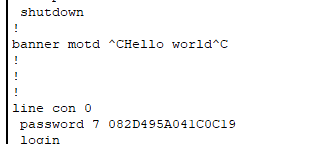 shutdown
!
banner motd ^CHello world^C
!
!
!
line con 0
password 7 082D495A041C0C19
login